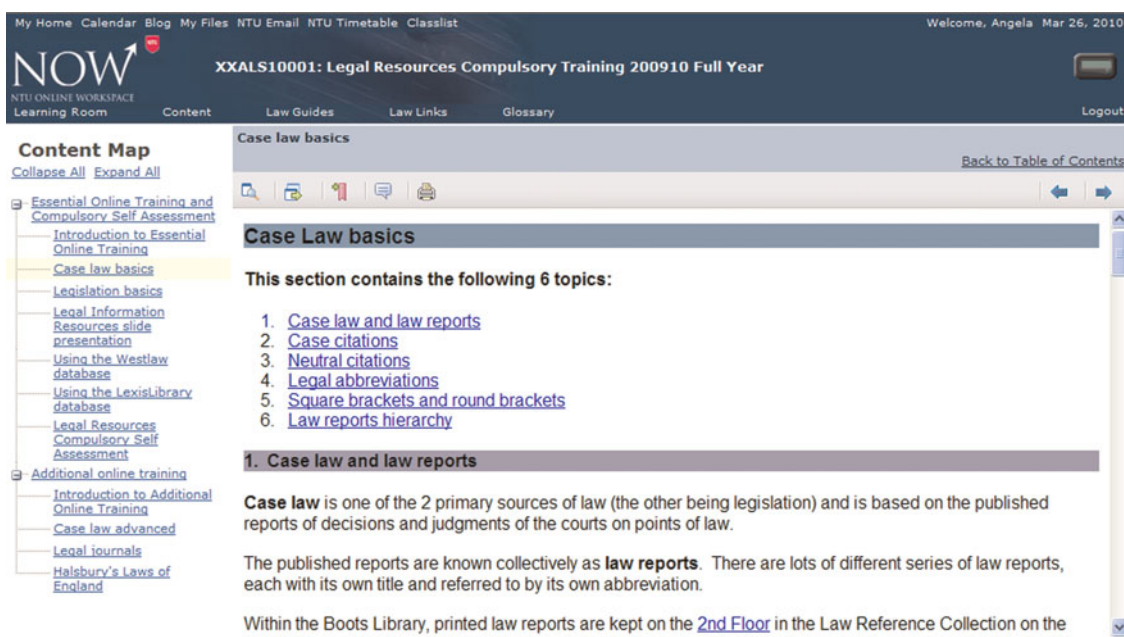 My Home Calendar Blog My Files NTU Email NTU Timetable Classlist
Welcome, Angela Mar 26, 2010
NOW
NTU
NTU ONLINE WORKSPACE
XXALS10001: Legal Resources Compulsory Training 200910 Full Year
Learning Room Content Law Guides Law Links Glossary
Logout
Content Map
Collapse All Expand All
Essential Online Training and
Compulsory Self Assessment
Introduction to Essential
Online Training
Case law basics
Legislation basics
Legal Information
Resources slide
presentation
Using the Westlaw
database
Using the LexisLibrary
database
Legal Resources
Compulsory Self
Assessment
Additional online training
Introduction to Additional
Online Training
Case law advanced
Legal journals
Halsbury's Laws of
England
Case law basics
Back to Table of Contents
Case Law basics
This section contains the following 6 topics:
1. Case law and law reports
2. Case citations
3. Neutral citations
4. Legal abbreviations
5. Square brackets and round brackets
6. Law reports hierarchy
1. Case law and law reports
Case law is one of the 2 primary sources of law (the other being legislation) and is based on the published
reports of decisions and judgments of the courts on points of law.
The published reports are known collectively as law reports. There are lots of different series of law reports,
each with its own title and referred to by its own abbreviation.
Within the Boots Library, printed law reports are kept on the 2nd Floor in the Law Reference Collection on the